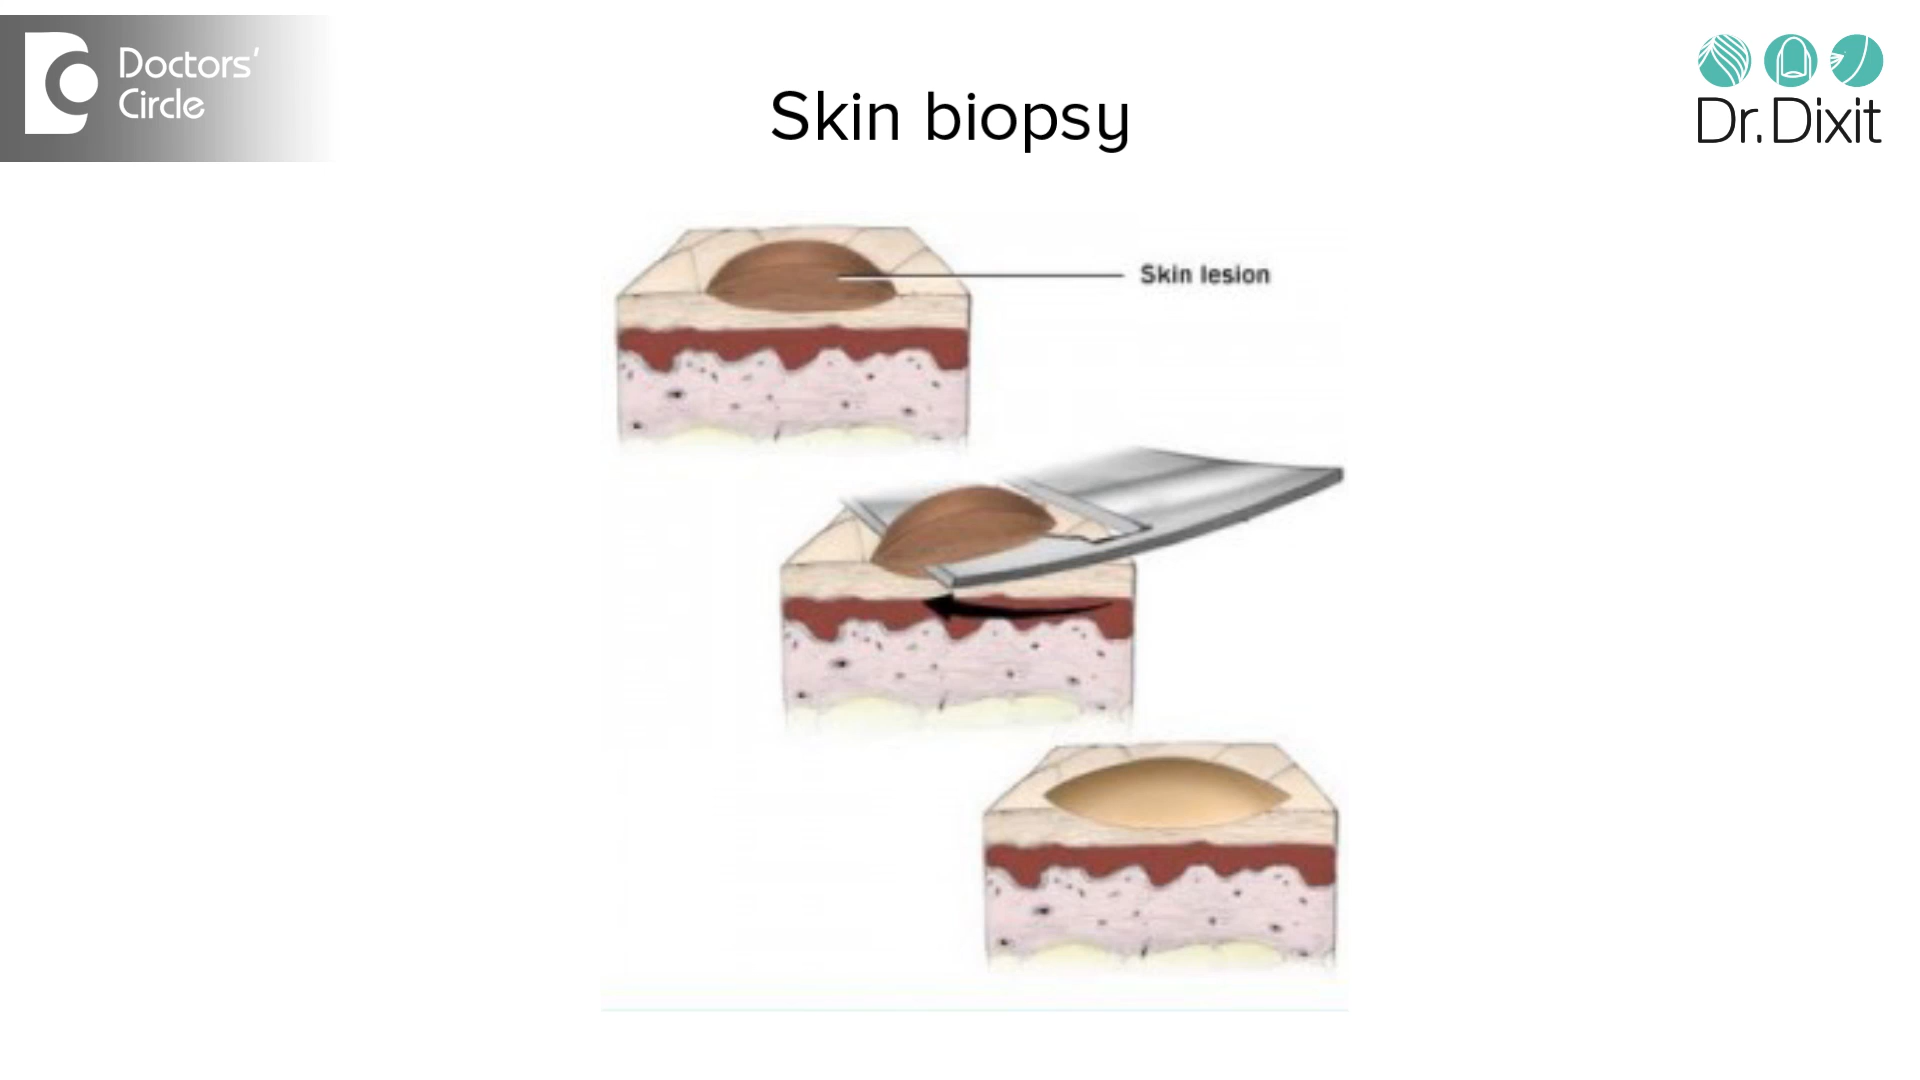 Doctors'
Circle
Skin biopsy
Dr.Dixit
Skin lesion